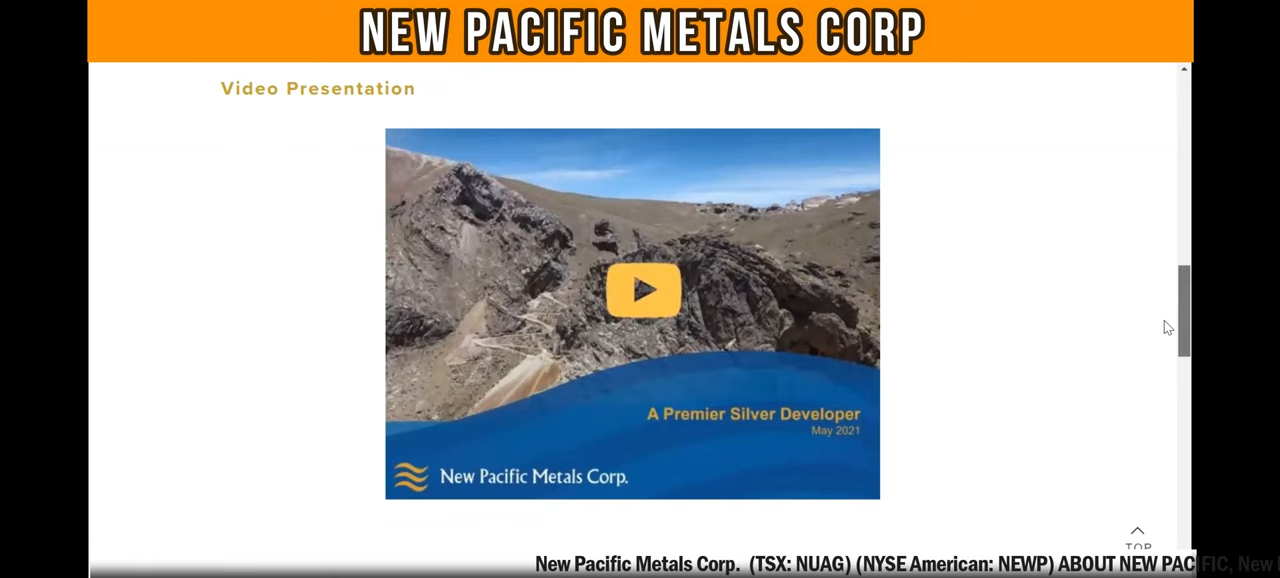 NEW PACIFIC METALS CORP
Video Presentation
A Premier Silver Developer
May 2021
New Pacific Metals Corp.
TOP
New Pacific Metals Corp. (TSX: NUAG) (NYSE American: NEWP) ABOUT NEW PACIFIC, New